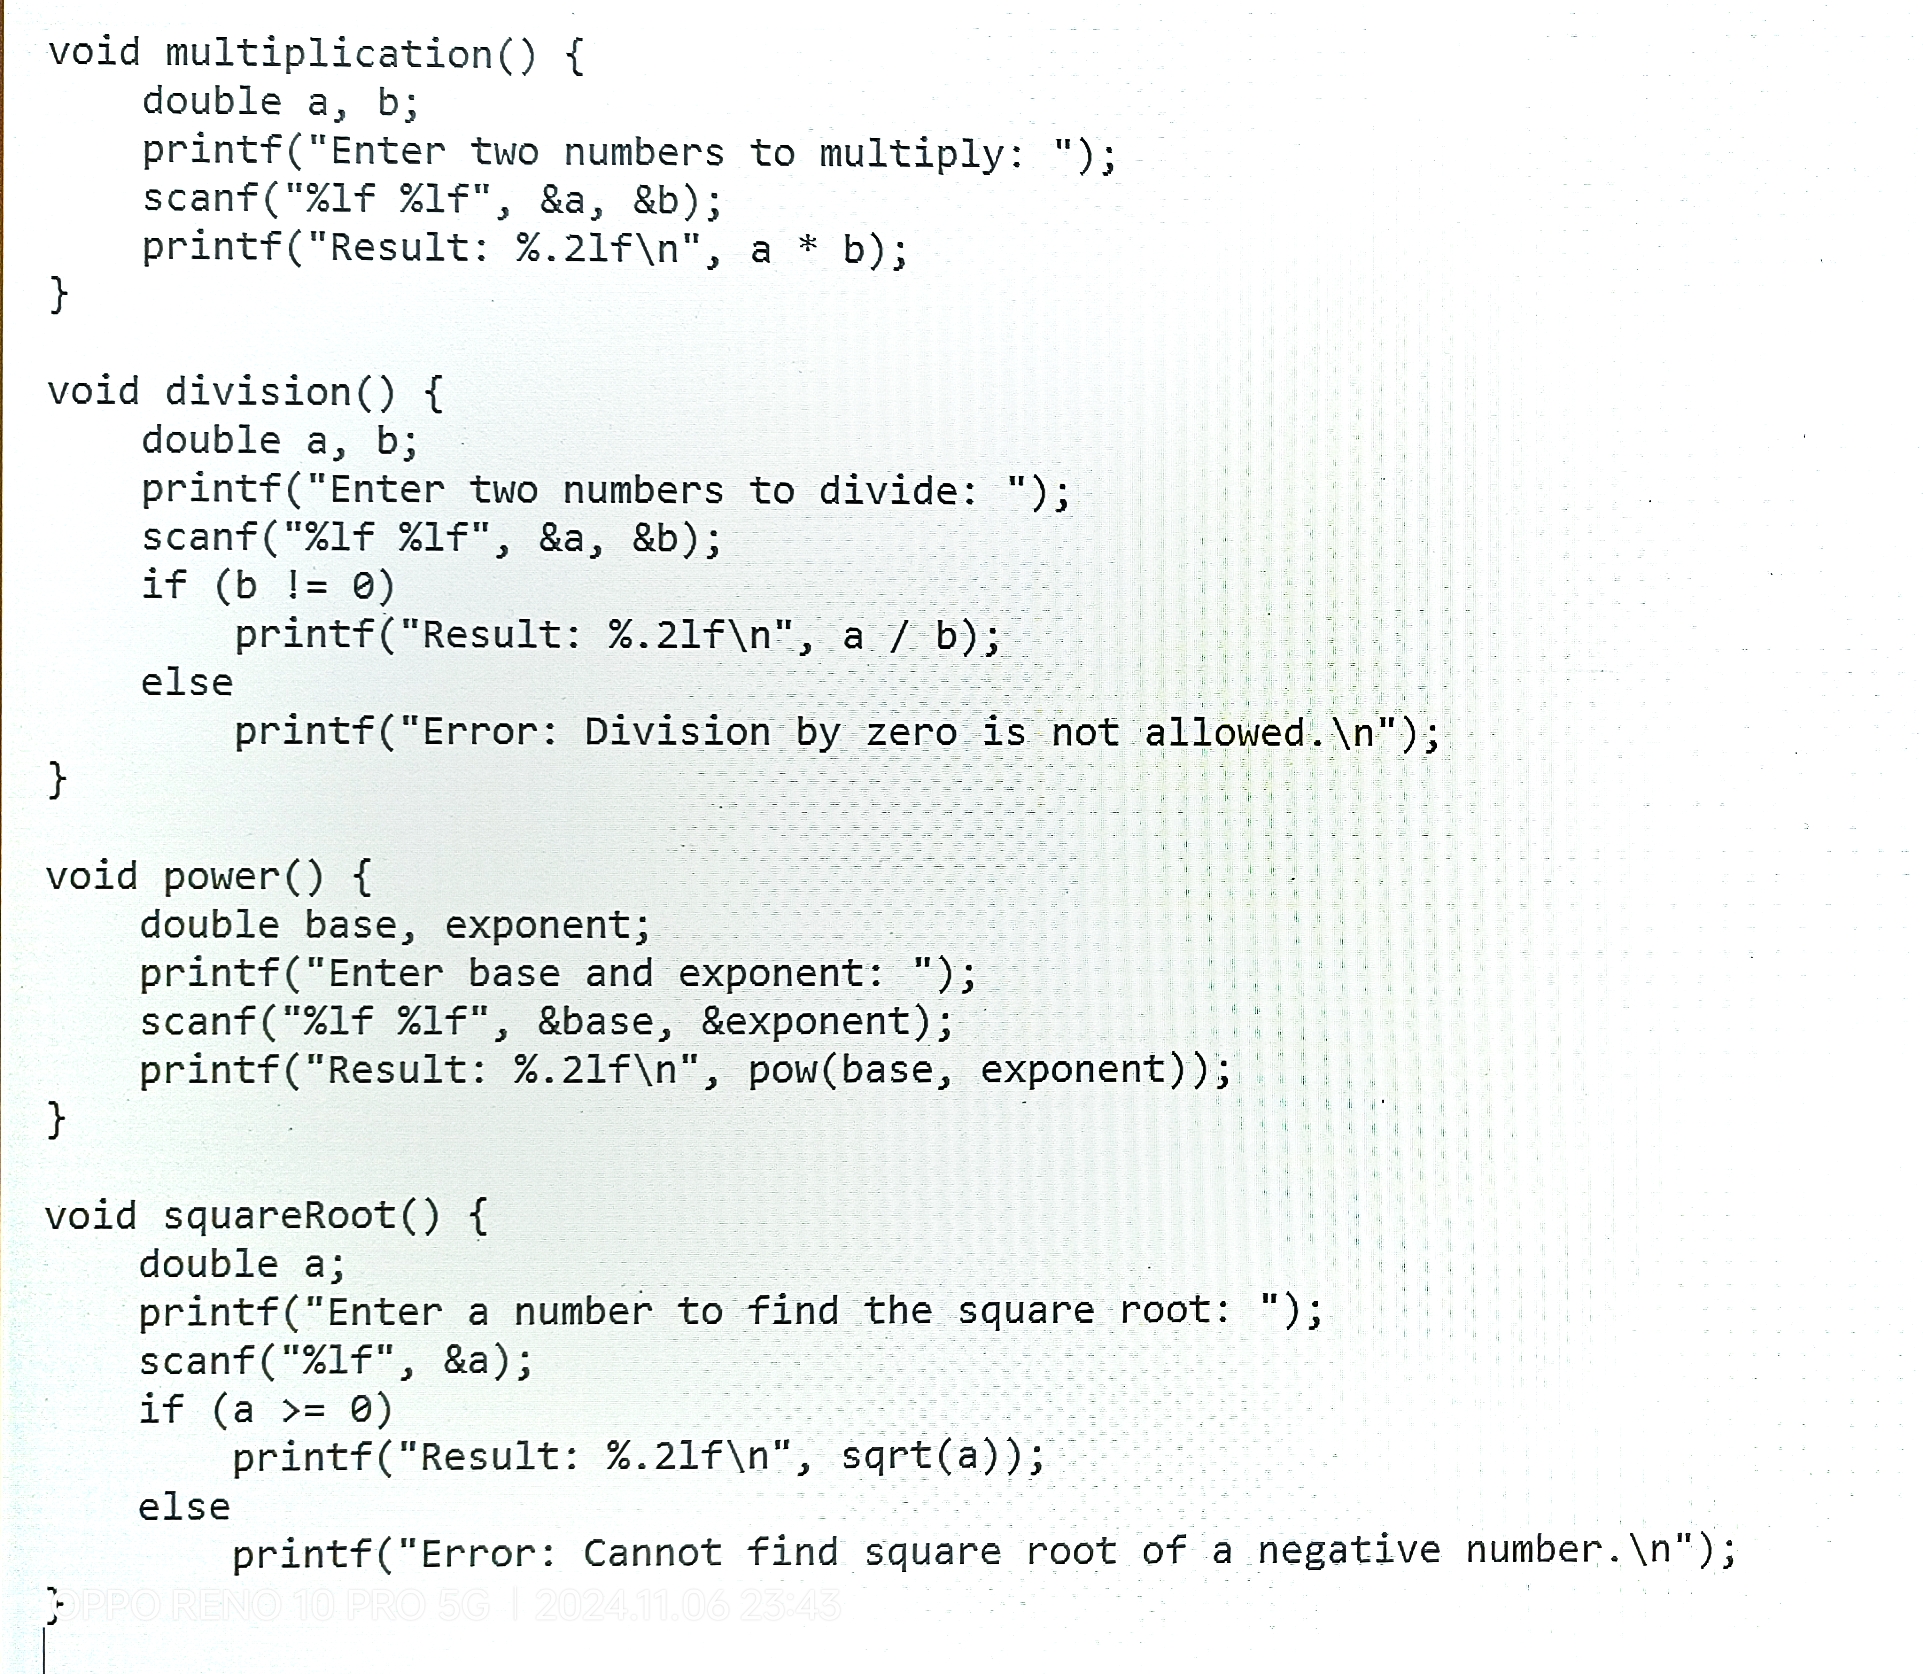 void multiplication() {
    double a, b;
    printf("Enter two numbers to multiply: ");
    scanf("%lf %lf", &a, &b);
    printf("Result: %.2lf\n", a * b);
}
void division() {
    double a, b;
    printf("Enter two numbers to divide: ");
    scanf("%lf %lf", &a, &b);
    if (b != 0)
        printf("Result: %.2lf\n", a / b);
    else
        printf("Error: Division by zero is not allowed.\n");
}
void power() {
    double base, exponent;
    printf("Enter base and exponent: ");
    scanf("%lf %lf", &base, &exponent);
    printf("Result: %.2lf\n", pow(base, exponent));
}
void squareRoot() {
    double a;
    printf("Enter a number to find the square root: ");
    scanf("%lf", &a);
    if (a >= 0)
        printf("Result: %.2lf\n", sqrt(a));
    else
        printf("Error: Cannot find square root of a negative number.\n");
}
OPPO RENO 10 PRO 5G | 2024.11.06 23:43